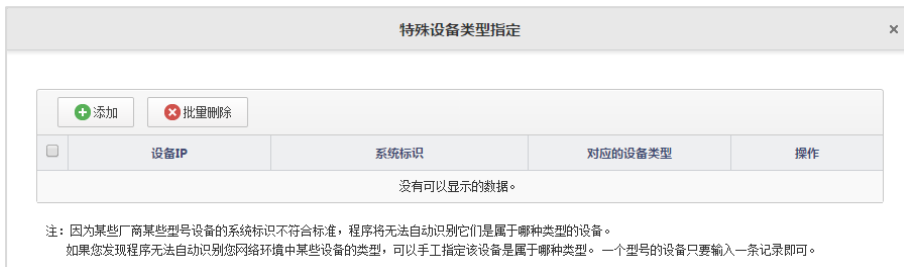 特殊设备类型指定 ×
添加 批量删除
设备IP 系统标识 对应的设备类型 操作
没有可以显示的数据。
注：因为某些厂商某些型号设备的系统标识不符合标准，程序将无法自动识别它们是属于哪种类型的设备。
如果您发现程序无法自动识别您网络环境中某些设备的类型，可以手工指定该设备是属于哪种类型。 一个型号的设备只要输入一条记录即可。